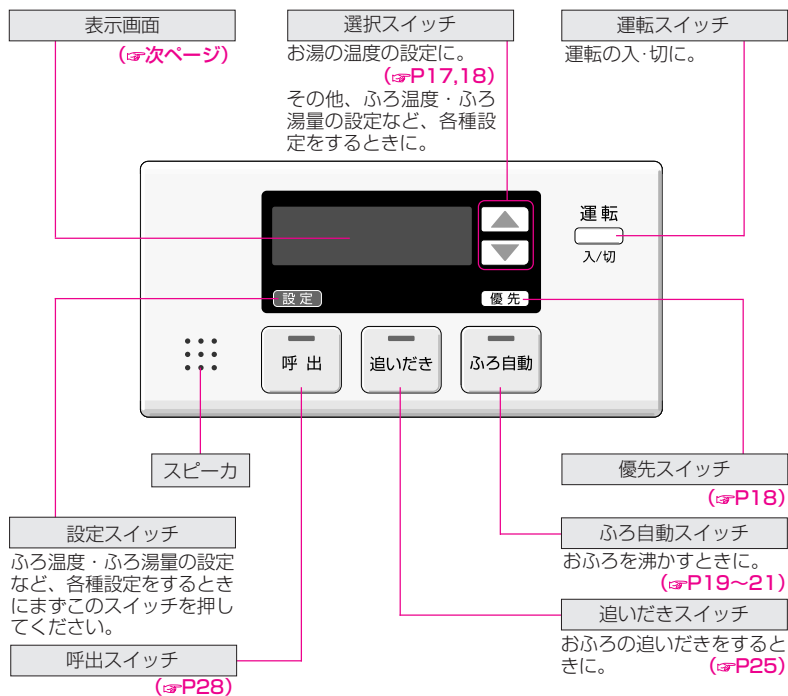 表示画面
(☞次ページ)
選択スイッチ
お湯の温度の設定に。
(☞P17,18)
その他、ふろ温度・ふろ
湯量の設定など、各種設
定をするときに。
運転スイッチ
運転の入・切に。
運転
入/切
設定
優先
呼出
追いだき
ふろ自動
スピーカ
設定スイッチ
ふろ温度・ふろ湯量の設定
など、各種設定をするとき
にまずこのスイッチを押し
てください。
呼出スイッチ
(☞P28)
優先スイッチ
(☞P18)
ふろ自動スイッチ
おふろを沸かすときに。
(☞P19〜21)
追いだきスイッチ
おふろの追いだきをすると
きに。 (☞P25)